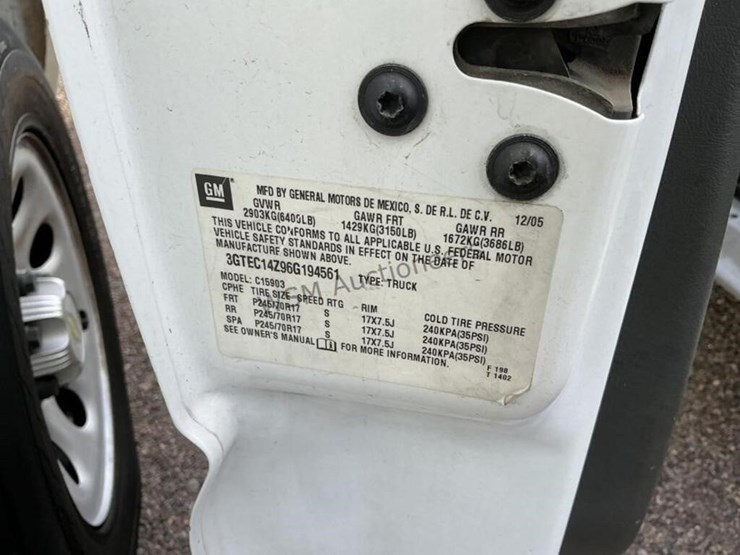 GM
MFD BY GENERAL MOTORS DE MEXICO, S. DE R.L. DE C.V. 12/05
GVWR GAWR FRT GAWR RR
2903KG(6405LB) 1429KG(3150LB) 1672KG(3686LB)
THIS VEHICLE CONFORMS TO ALL APPLICABLE U.S. FEDERAL MOTOR
VEHICLE SAFETY STANDARDS IN EFFECT ON THE DATE OF
MANUFACTURE SHOWN ABOVE.
3GTEC14Z96G194561 TYPE: TRUCK
MODEL: C15903
CPHE TIRE SIZE SPEED RTG RIM COLD TIRE PRESSURE
FRT P245/70R17 S 17X7.5J 240KPA(35PSI)
RR P245/70R17 S 17X7.5J 240KPA(35PSI)
SPA P245/70R17 S 17X7.5J 240KPA(35PSI)
SEE OWNER'S MANUAL FOR MORE INFORMATION.
F 198
T 1402
Auction